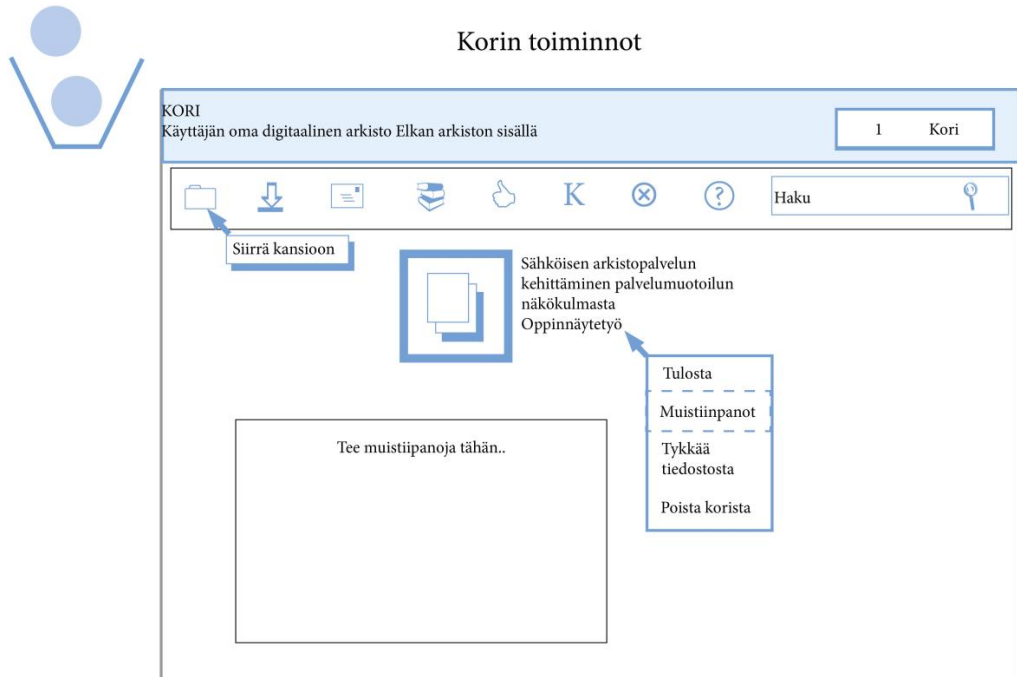 Korin toiminnot
KORI
Käyttäjän oma digitaalinen arkisto Elkan arkiston sisällä
1 Kori
K
?
Haku
Siirrä kansioon
Sähköisen arkistopalvelun
kehittäminen palvelumuotoilun
näkökulmasta
Oppinnäytetyö
Tulosta
Muistiinpanot
Tykkää
tiedostosta
Poista korista
Tee muistiipanoja tähän..